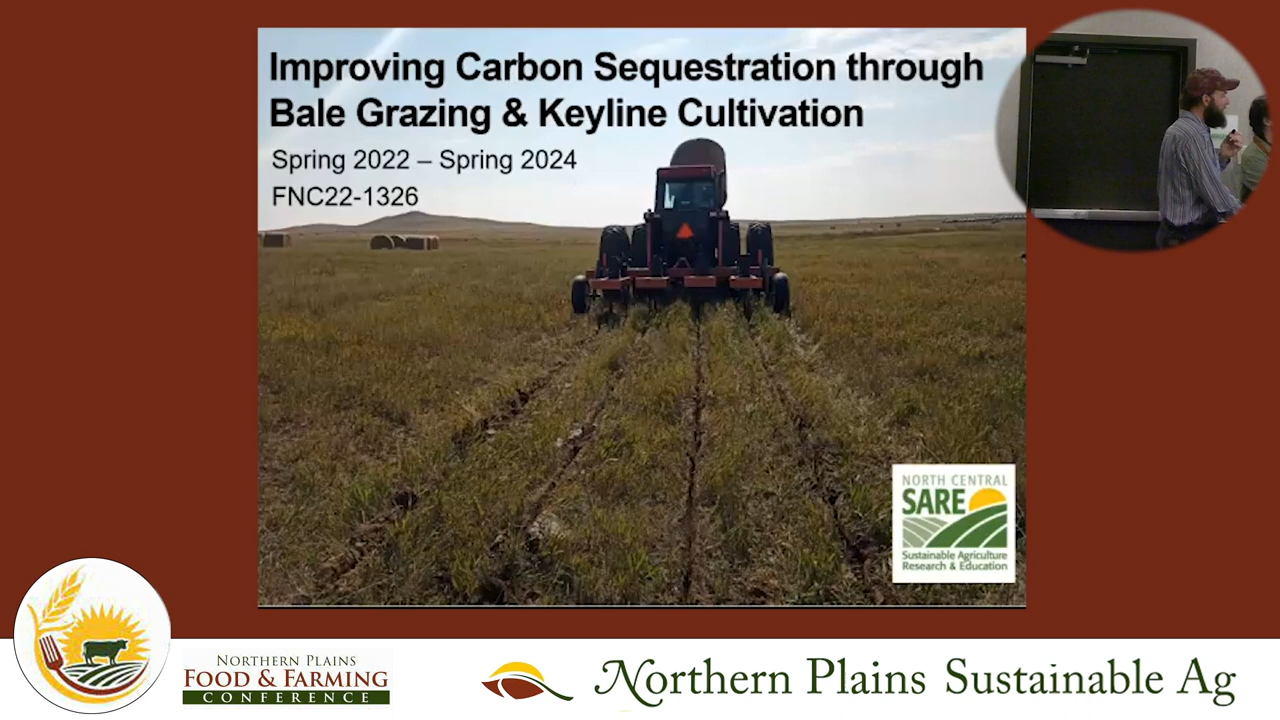 Improving Carbon Sequestration through
Bale Grazing & Keyline Cultivation
Spring 2022 – Spring 2024
FNC22-1326
NORTH CENTRAL
SARE
Sustainable Agriculture
Research & Education
NORTHERN PLAINS
FOOD & FARMING
CONFERENCE
Northern Plains Sustainable Ag